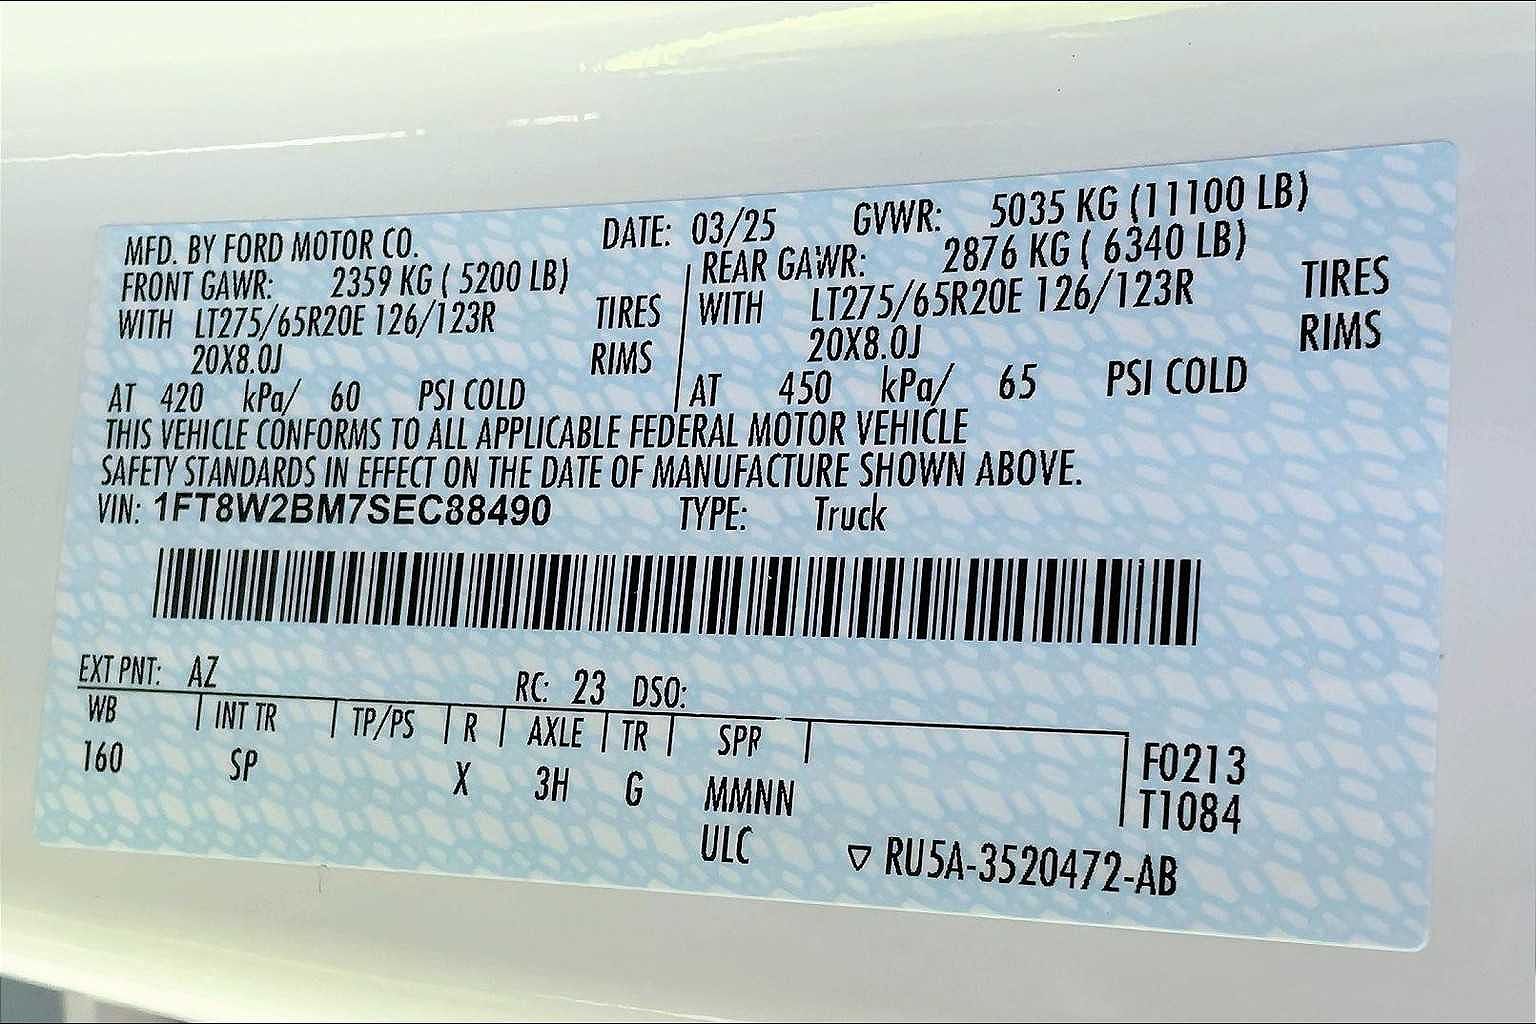 MFD. BY FORD MOTOR CO. DATE: 03/25 GVWR: 5035 KG (11100 LB)
FRONT GAWR: 2359 KG ( 5200 LB) REAR GAWR: 2876 KG ( 6340 LB)
WITH LT275/65R20E 126/123R TIRES WITH LT275/65R20E 126/123R TIRES
20X8.0J RIMS 20X8.0J RIMS
AT 420 kPa/ 60 PSI COLD AT 450 kPa/ 65 PSI COLD
THIS VEHICLE CONFORMS TO ALL APPLICABLE FEDERAL MOTOR VEHICLE
SAFETY STANDARDS IN EFFECT ON THE DATE OF MANUFACTURE SHOWN ABOVE.
VIN: 1FT8W2BM7SEC38490 TYPE: Truck
EXT PNT: AZ RC: 23 DSO:
WB INT TR TP/PS R AXLE TR SPR
160 SP X 3H G MMNN F0213
T1084
ULC
▽ RU5A-3520472-AB